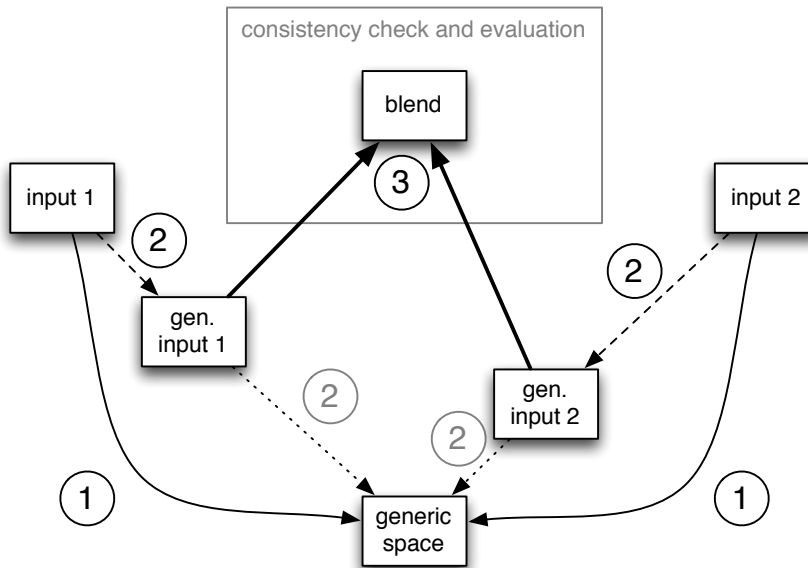 consistency check and evaluation
blend
3
input 1
input 2
2
2
gen.
input 1
gen.
input 2
2
2
1
1
generic
space